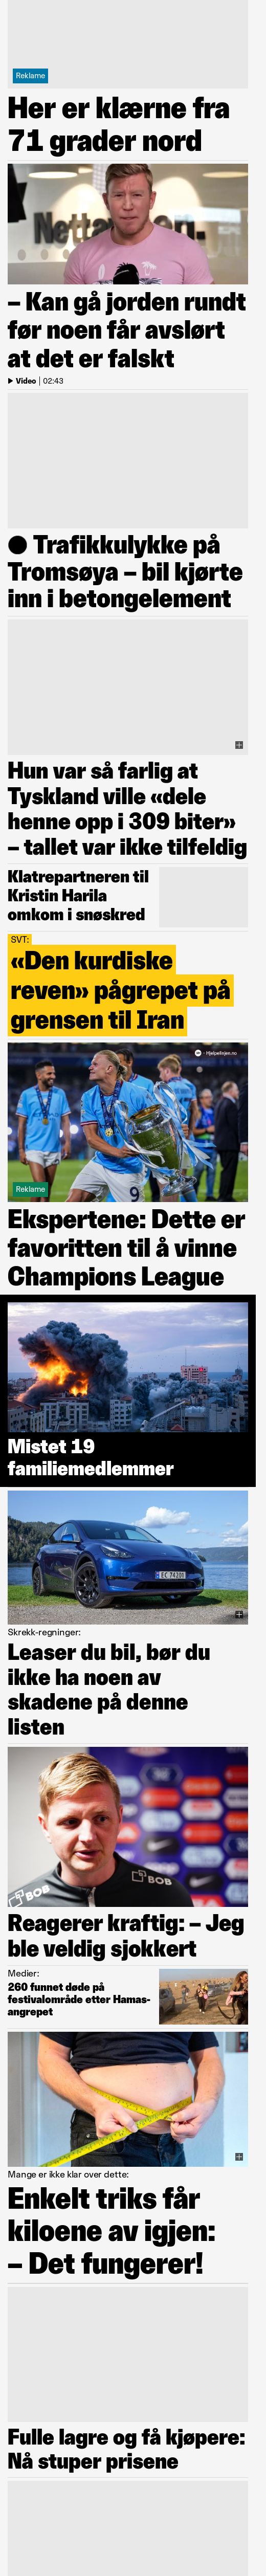 Reklame
Her er klærne fra
71 grader nord
Nettav
– Kan gå jorden rundt
før noen får avslørt
at det er falskt
Video | 02:43
Trafikkulykke på
Tromsøya – bil kjørte
inn i betongelement
Hun var så farlig at
Tyskland ville «dele
henne opp i 309 biter»
– tallet var ikke tilfeldig
Klatrepartneren til
Kristin Harila
omkom i snøskred
SVT:
«Den kurdiske
reven» pågrepet på
grensen til Iran
Hjelpelinjen.no
9
Reklame
Ekspertene: Dette er
favoritten til å vinne
Champions League
Mistet 19
familiemedlemmer
Skrekk-regninger:
Leaser du bil, bør du
ikke ha noen av
skadene på denne
listen
BOB
BOB
Reagerer kraftig: – Jeg
ble veldig sjokkert
Medier:
260 funnet døde på
festivalområde etter Hamas-
angrepet
Mange er ikke klar over dette:
Enkelt triks får
kiloene av igjen:
– Det fungerer!
Fulle lagre og få kjøpere:
Nå stuper prisene